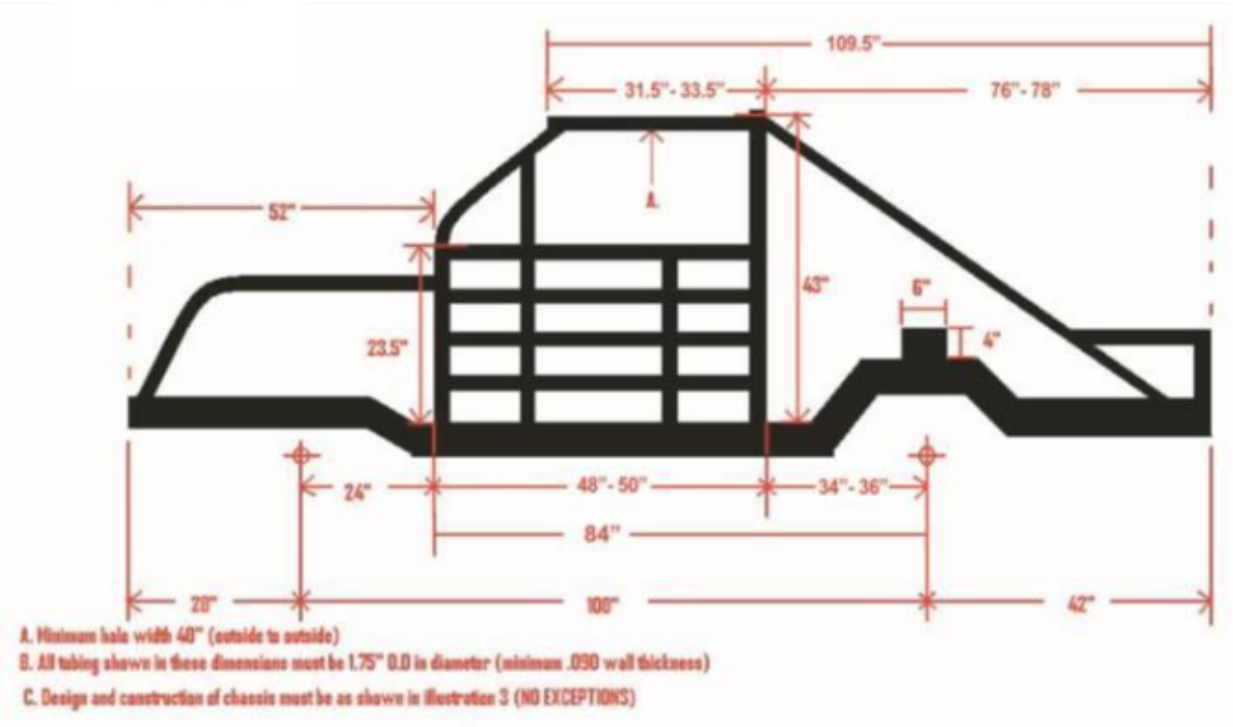 109.5”
31.5”- 33.5” 76”- 78”
A.
52”
43”
6”
4”
23.5”
24” 48”- 50” 34”- 36”
84”
28” 108” 42”
A. Minimum halo width 40” (outside to outside)
B. All tubing shown in these dimensions must be 1.75” O.D in diameter (minimum .090 wall thickness)
C. Design and construction of chassis must be as shown in illustration 3 (NO EXCEPTIONS)